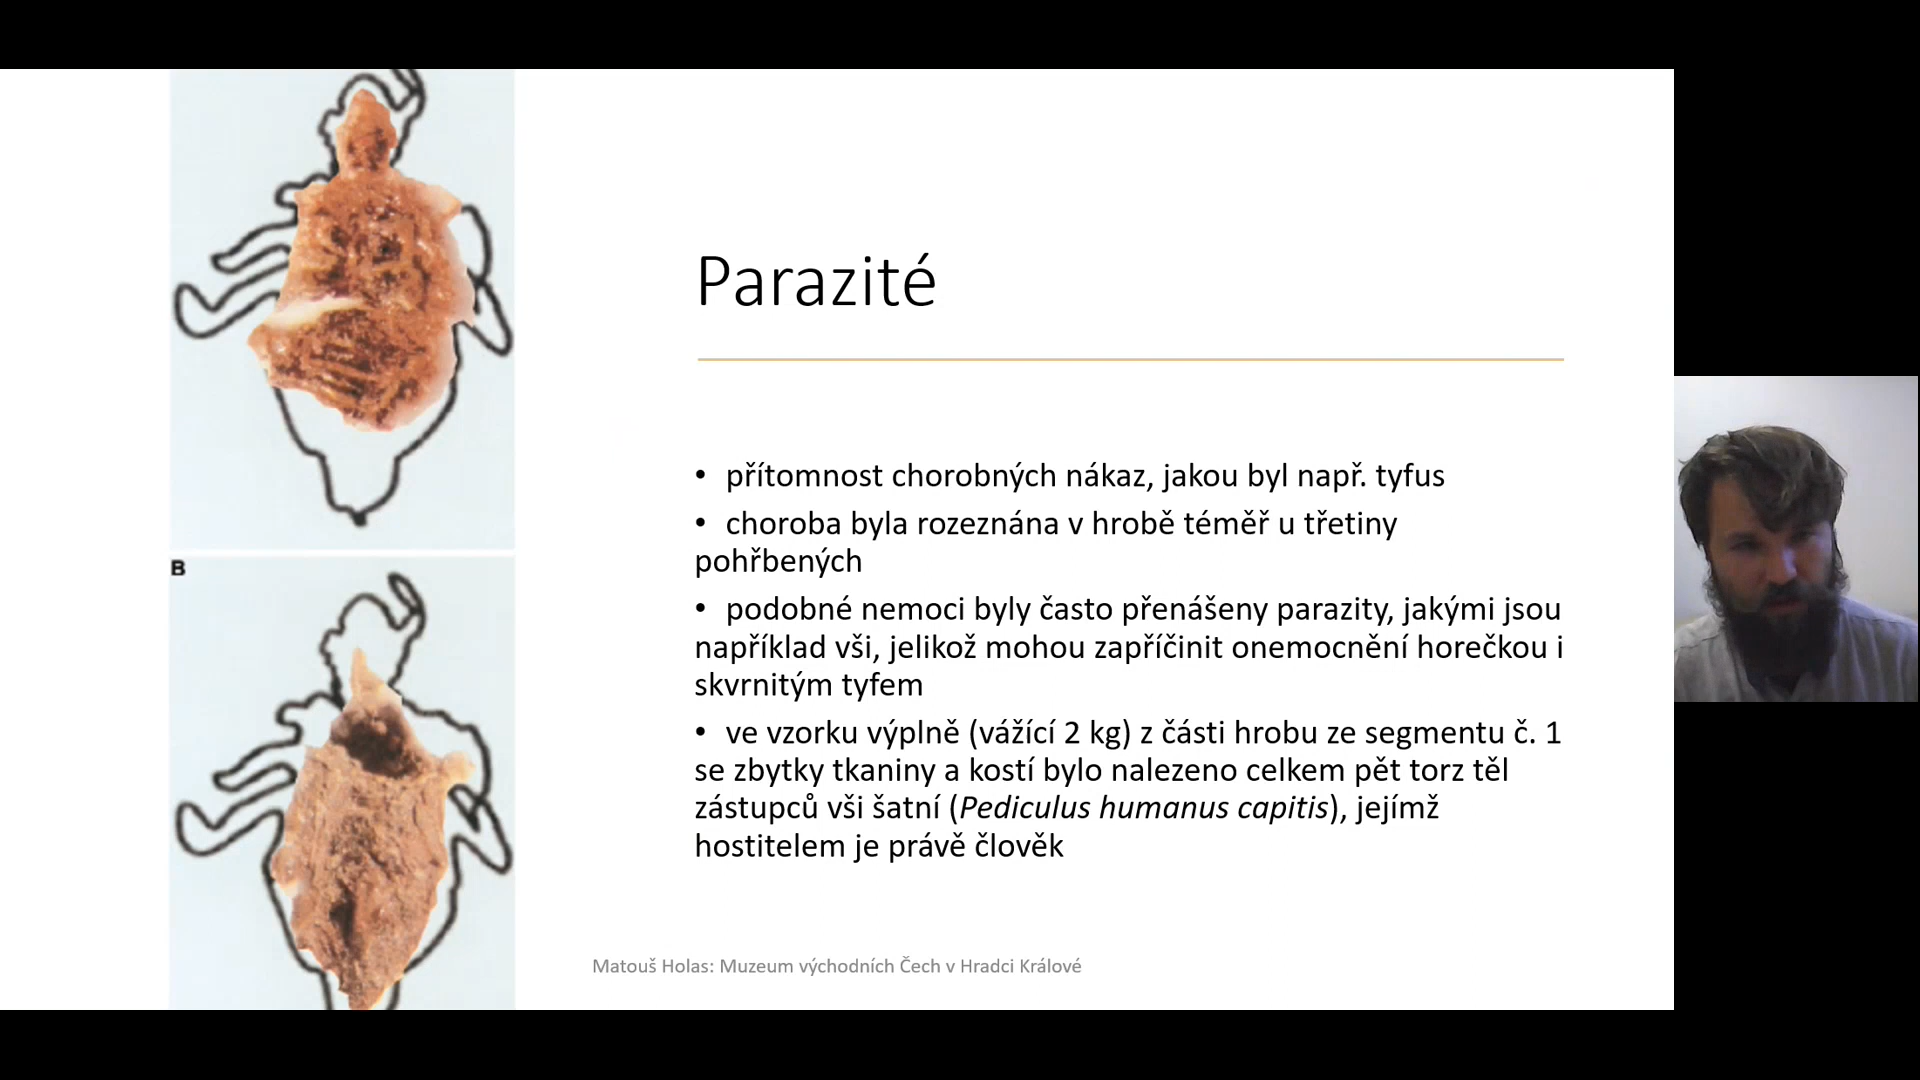 Parazité
• přítomnost chorobných nákaz, jakou byl např. tyfus
• choroba byla rozeznána v hrobě téměř u třetiny
pohřbených
• podobné nemoci byly často přenášeny parazity, jakými jsou
například vši, jelikož mohou zapříčinit onemocnění horečkou i
skvrnitým tyfem
• ve vzorku výplně (vážící 2 kg) z části hrobu ze segmentu č. 1
se zbytky tkaniny a kostí bylo nalezeno celkem pět torz těl
zástupců vši šatní (Pediculus humanus capitis), jejímž
hostitelem je právě člověk
B
Matouš Holas: Muzeum východních Čech v Hradci Králové